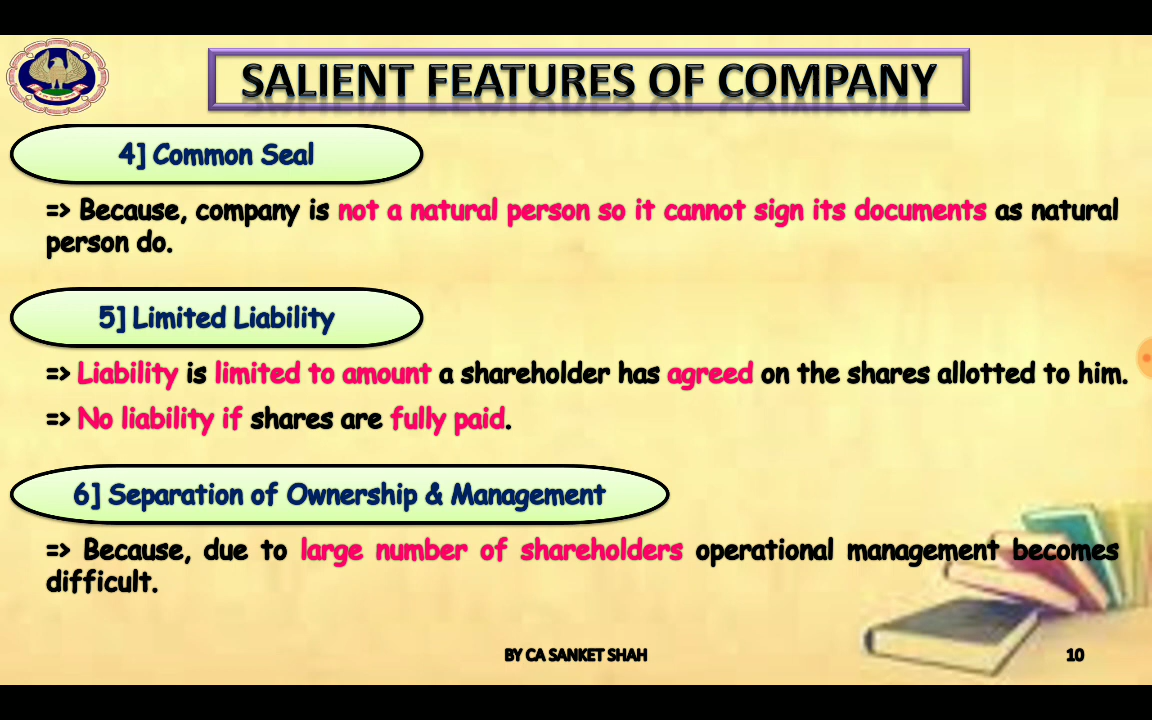 SALIENT FEATURES OF COMPANY
4] Common Seal
=> Because, company is not a natural person so it cannot sign its documents as natural
person do.
5] Limited Liability
=> Liability is limited to amount a shareholder has agreed on the shares allotted to him.
=> No liability if shares are fully paid.
6] Separation of Ownership & Management
=> Because, due to large number of shareholders operational management becomes
difficult.
BY CA SANKET SHAH
10